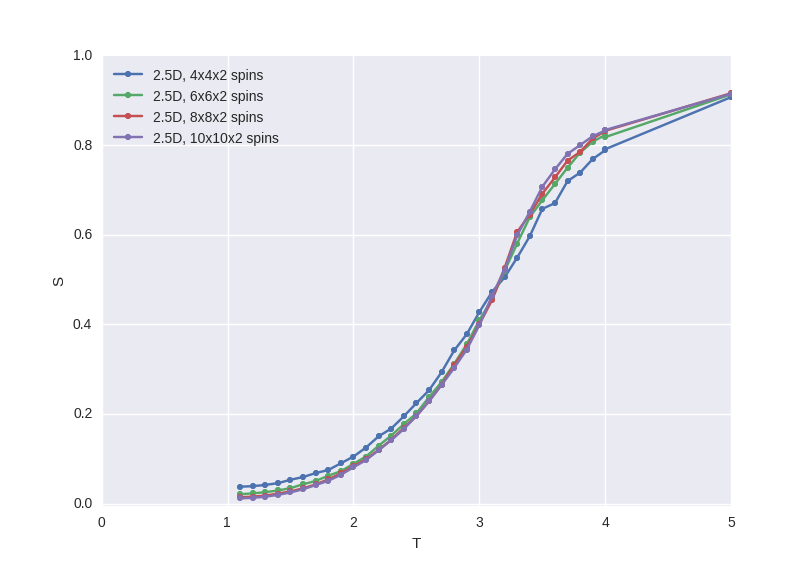 1.0
2.5D, 4x4x2 spins
2.5D, 6x6x2 spins
2.5D, 8x8x2 spins
2.5D, 10x10x2 spins
0.8
0.6
S
0.4
0.2
0.0
0 1 2 3 4 5
T